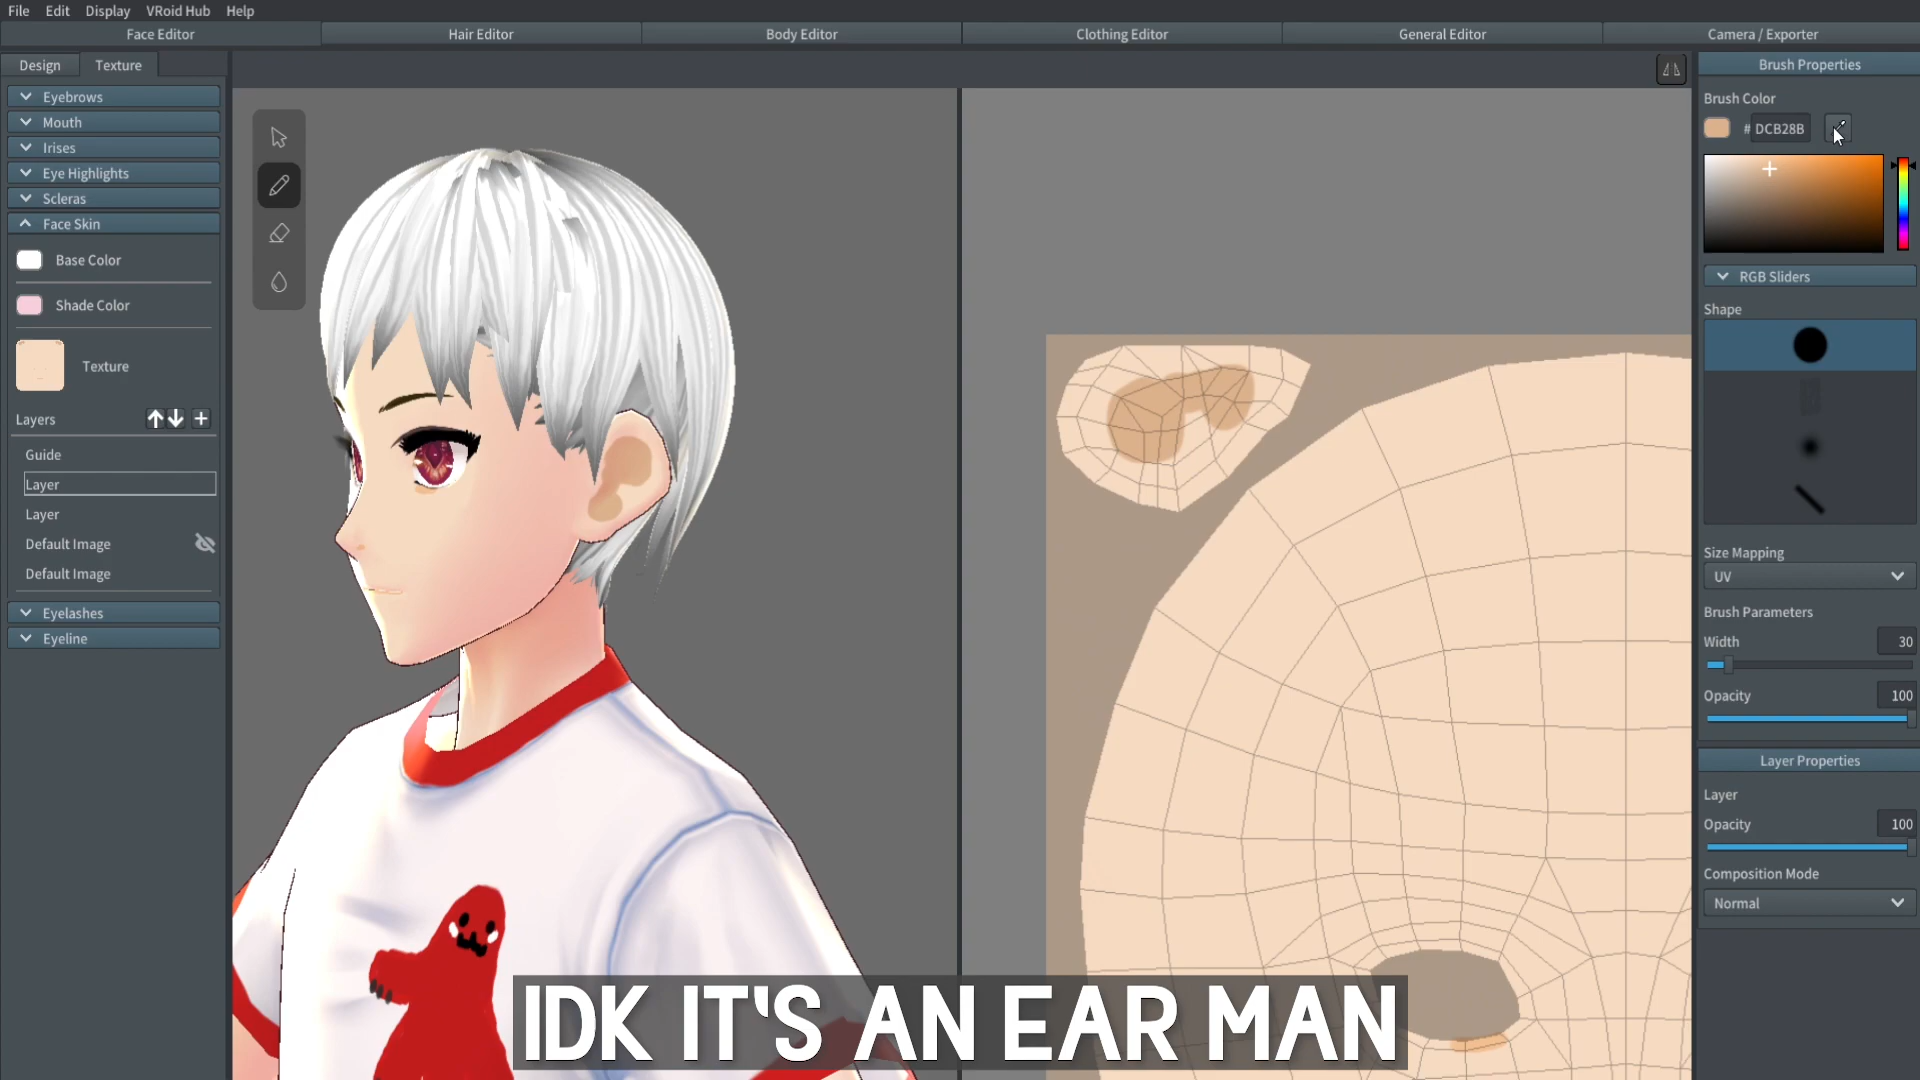 File Edit Display VRoid Hub Help
Face Editor Hair Editor Body Editor Clothing Editor General Editor Camera / Exporter
Design Texture
Eyebrows
Mouth
Irises
Eye Highlights
Scleras
Face Skin
Base Color
Shade Color
Texture
Layers
Guide
Layer
Layer
Default Image
Default Image
Eyelashes
Eyeline
Brush Properties
Brush Color
# DCB28B
RGB Sliders
Shape
Size Mapping
UV
Brush Parameters
Width 30
Opacity 100
Layer Properties
Layer
Opacity 100
Composition Mode
Normal
IDK IT'S AN EAR MAN